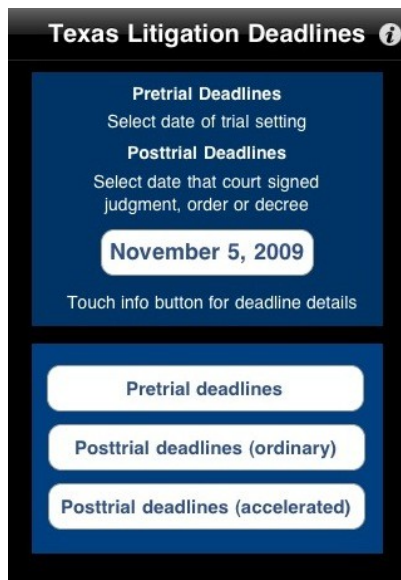 Texas Litigation Deadlines i
Pretrial Deadlines
Select date of trial setting
Posttrial Deadlines
Select date that court signed
judgment, order or decree
November 5, 2009
Touch info button for deadline details
Pretrial deadlines
Posttrial deadlines (ordinary)
Posttrial deadlines (accelerated)